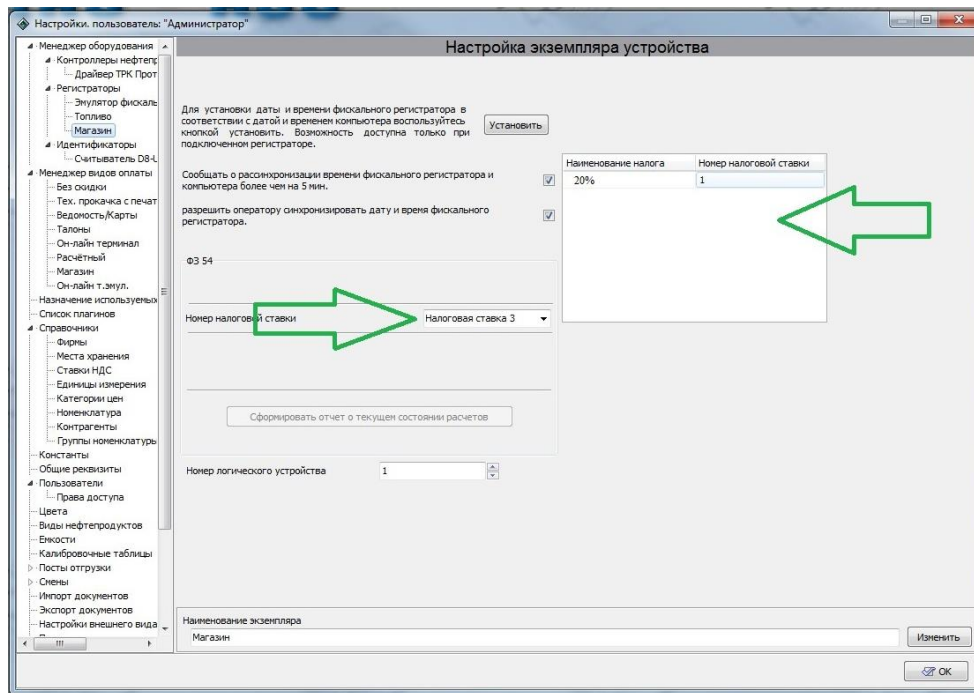 Настройки. пользователь: "Администратор"
Менеджер оборудования
Контроллеры нефтепр
Драйвер ТРК Прот
Регистраторы
Эмулятор фискаль
Топливо
Магазин
Идентификаторы
Считыватель D8-U
Менеджер видов оплаты
Без скидки
Тех. прокачка с печат
Ведомость/Карты
Талоны
Он-лайн терминал
Расчётный
Магазин
Он-лайн т.эмул.
Назначение используемых
Список плагинов
Справочники
Фирмы
Места хранения
Ставки НДС
Единицы измерения
Категории цен
Номенклатура
Контрагенты
Группы номенклатуры
Константы
Общие реквизиты
Пользователи
Права доступа
Цвета
Виды нефтепродуктов
Емкости
Калибровочные таблицы
Посты отгрузки
Смены
Импорт документов
Экспорт документов
Настройки внешнего вида
Настройка экземпляра устройства
Для установки даты и времени фискального регистратора в
соответствии с датой и временем компьютера воспользуйтесь
кнопкой установить. Возможность доступна только при
подключенном регистраторе.
Установить
Сообщать о рассинхронизации времени фискального регистратора и
компьютера более чем на 5 мин.
разрешить оператору синхронизировать дату и время фискального
регистратора.
Наименование налога Номер налоговой ставки
20% 1
ФЗ 54
Номер налоговой ставки Налоговая ставка 3
Сформировать отчет о текущем состоянии расчетов
Номер логического устройства 1
Наименование экземпляра
Магазин Изменить
OK